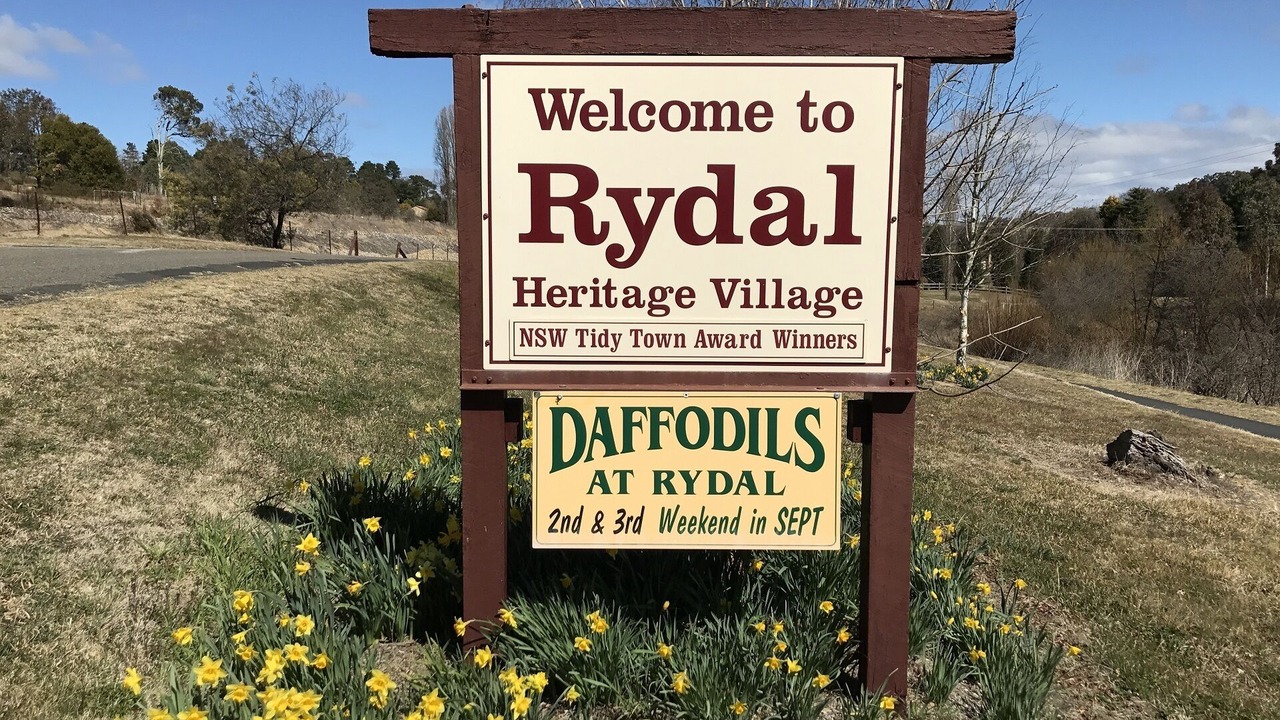 Welcome to
Rydal
Heritage Village
NSW Tidy Town Award Winners
DAFFODILS
AT RYDAL
2nd & 3rd Weekend in SEPT